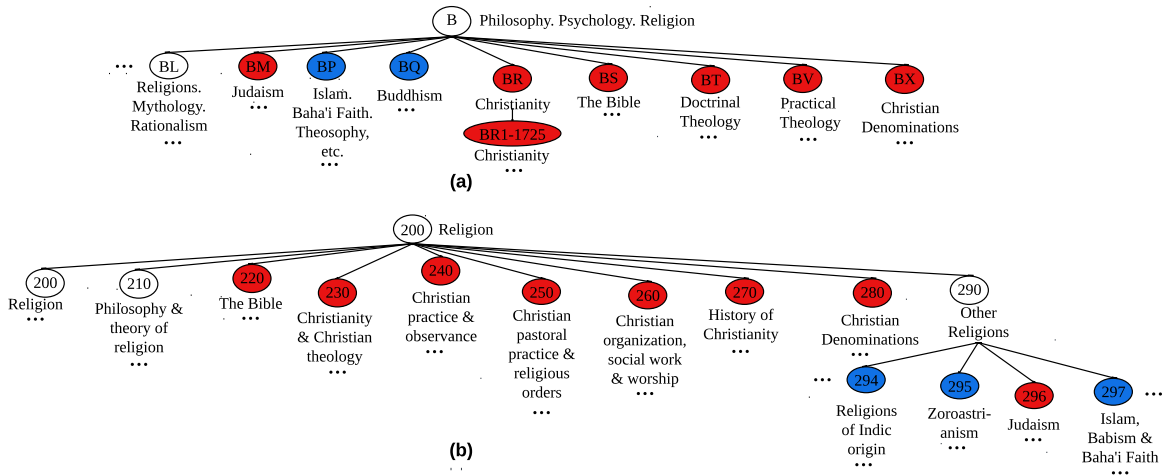 B Philosophy. Psychology. Religion
... BL BM BP BQ BR BS BT BV BX
Religions.
Mythology.
Rationalism
...
Judaism
...
Islam.
Baha'i Faith.
Theosophy,
etc.
...
Buddhism
...
Christianity
BR1-1725
Christianity
...
The Bible
...
Doctrinal
Theology
...
Practical
Theology
...
Christian
Denominations
...
(a)
200 Religion
200 210 220 230 240 250 260 270 280 290
Religion
...
Philosophy &
theory of
religion
...
The Bible
...
Christianity
& Christian
theology
...
Christian
practice &
observance
...
Christian
pastoral
practice &
religious
orders
...
Christian
organization,
social work
& worship
...
History of
Christianity
...
Christian
Denominations
...
Other
Religions
... 294 295 296 297 ...
Religions
of Indic
origin
...
Zoroastri-
anism
...
Judaism
...
Islam,
Babism &
Baha'i Faith
...
(b)